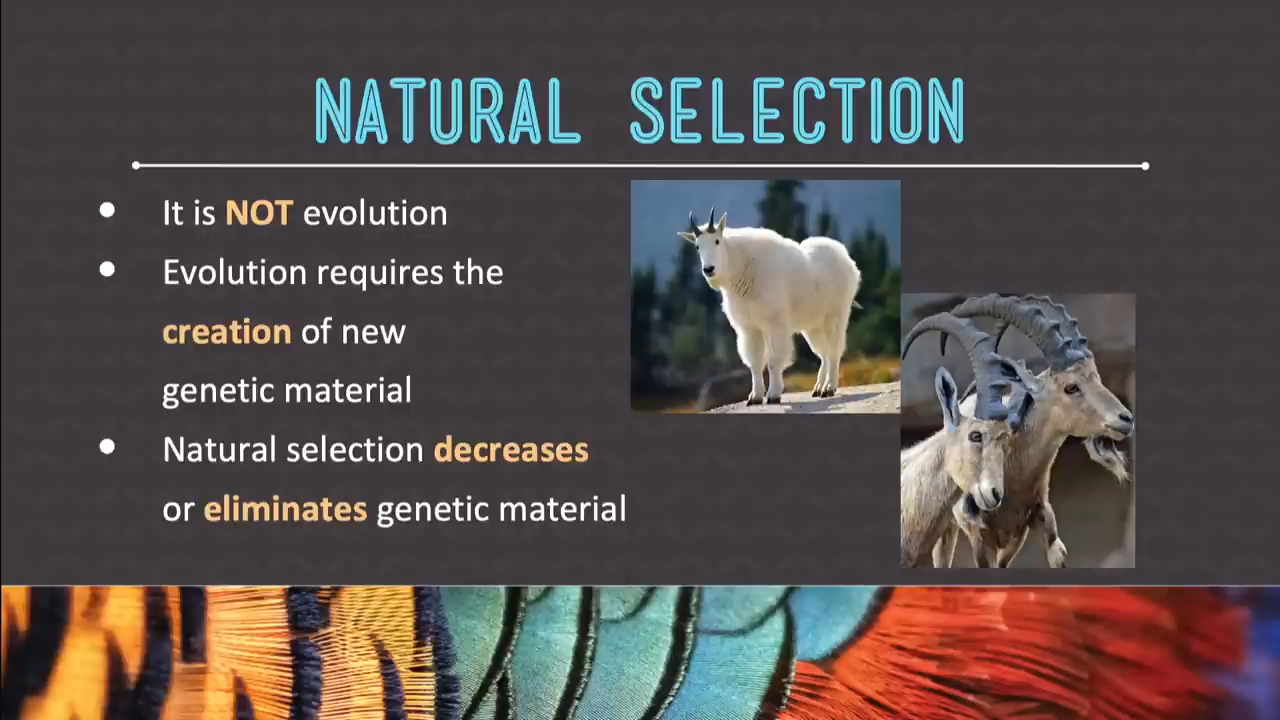 NATURAL SELECTION
• It is NOT evolution
• Evolution requires the
creation of new
genetic material
• Natural selection decreases
or eliminates genetic material